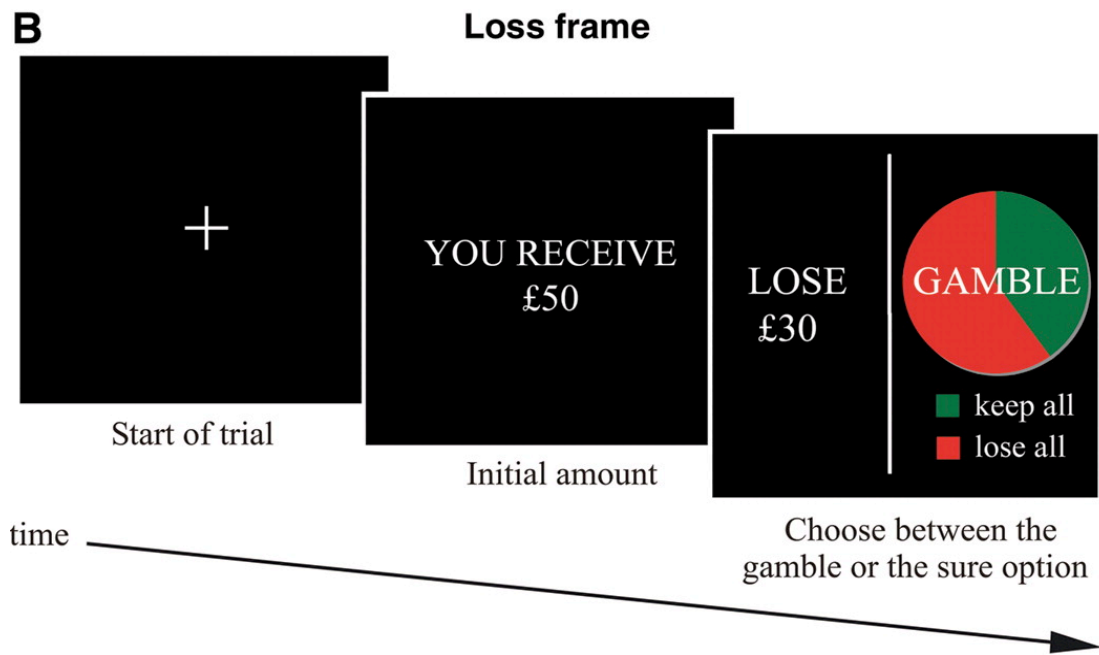 B
Loss frame
Start of trial
YOU RECEIVE
£50
Initial amount
LOSE
£30
GAMBLE
keep all
lose all
Choose between the
gamble or the sure option
time